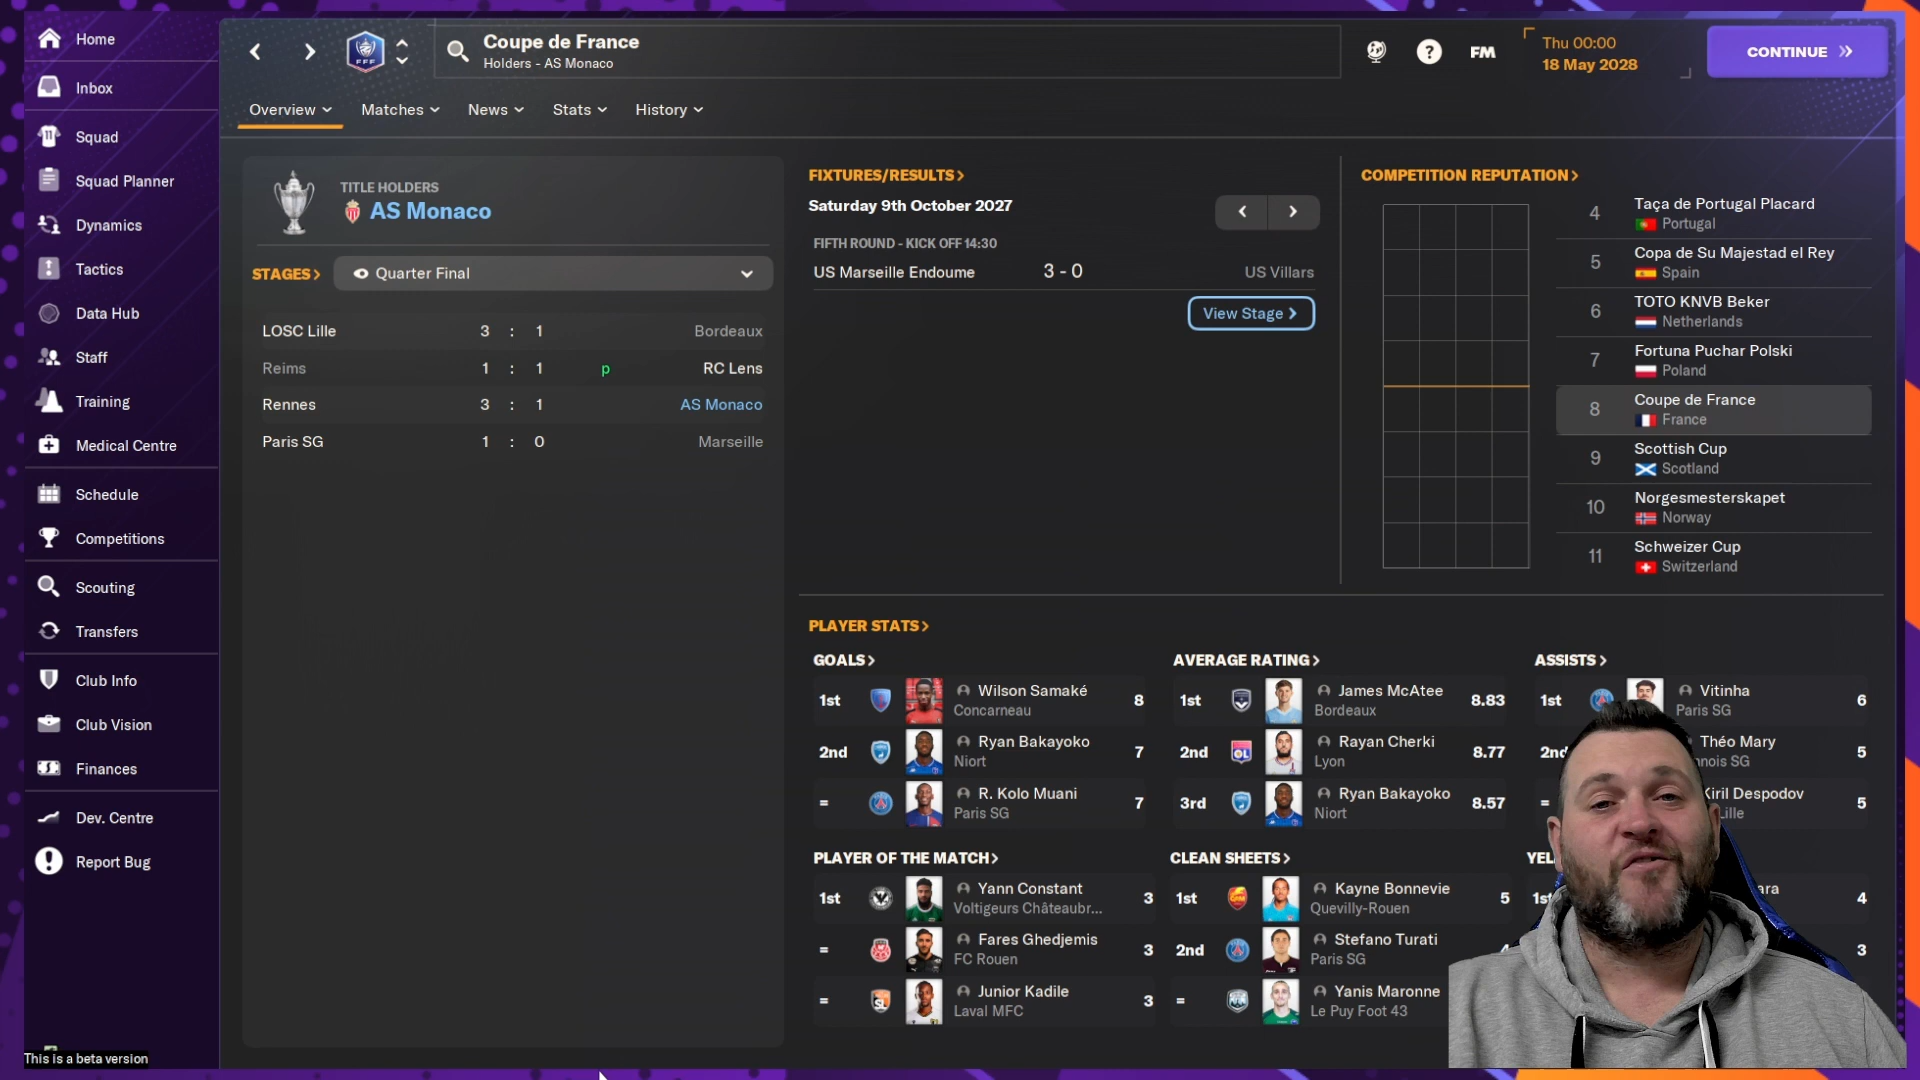 Home
Inbox
Squad
Squad Planner
Dynamics
Tactics
Data Hub
Staff
Training
Medical Centre
Schedule
Competitions
Scouting
Transfers
Club Info
Club Vision
Finances
Dev. Centre
Report Bug
This is a beta version
FFF
Coupe de France
Holders - AS Monaco
?
FM
Thu 00:00
18 May 2028
CONTINUE
Overview
Matches
News
Stats
History
TITLE HOLDERS
AS Monaco
STAGES
Quarter Final
LOSC Lille 3 : 1 Bordeaux
Reims 1 : 1 p RC Lens
Rennes 3 : 1 AS Monaco
Paris SG 1 : 0 Marseille
FIXTURES/RESULTS
Saturday 9th October 2027
FIFTH ROUND - KICK OFF 14:30
US Marseille Endoume 3 - 0 US Villars
View Stage
COMPETITION REPUTATION
4 Taça de Portugal Placard
Portugal
5 Copa de Su Majestad el Rey
Spain
6 TOTO KNVB Beker
Netherlands
7 Fortuna Puchar Polski
Poland
8 Coupe de France
France
9 Scottish Cup
Scotland
10 Norgesmesterskapet
Norway
11 Schweizer Cup
Switzerland
PLAYER STATS
GOALS
1st Wilson Samaké 8
Concarneau
2nd Ryan Bakayoko 7
Niort
= R. Kolo Muani 7
Paris SG
AVERAGE RATING
1st James McAtee 8.83
Bordeaux
2nd Rayan Cherki 8.77
Lyon
3rd Ryan Bakayoko 8.57
Niort
ASSISTS
1st Vitinha 6
Paris SG
2nd Théo Mary 5
SG
= Kiril Despodov 5
Lille
PLAYER OF THE MATCH
1st Yann Constant 3
Voltigeurs Châteaubr...
= Fares Ghedjemis 3
FC Rouen
= Junior Kadile 3
Laval MFC
CLEAN SHEETS
1st Kayne Bonnevie 5
Quevilly-Rouen
2nd Stefano Turati 4
Paris SG
= Yanis Maronne
Le Puy Foot 43
YEL
1st 4
3